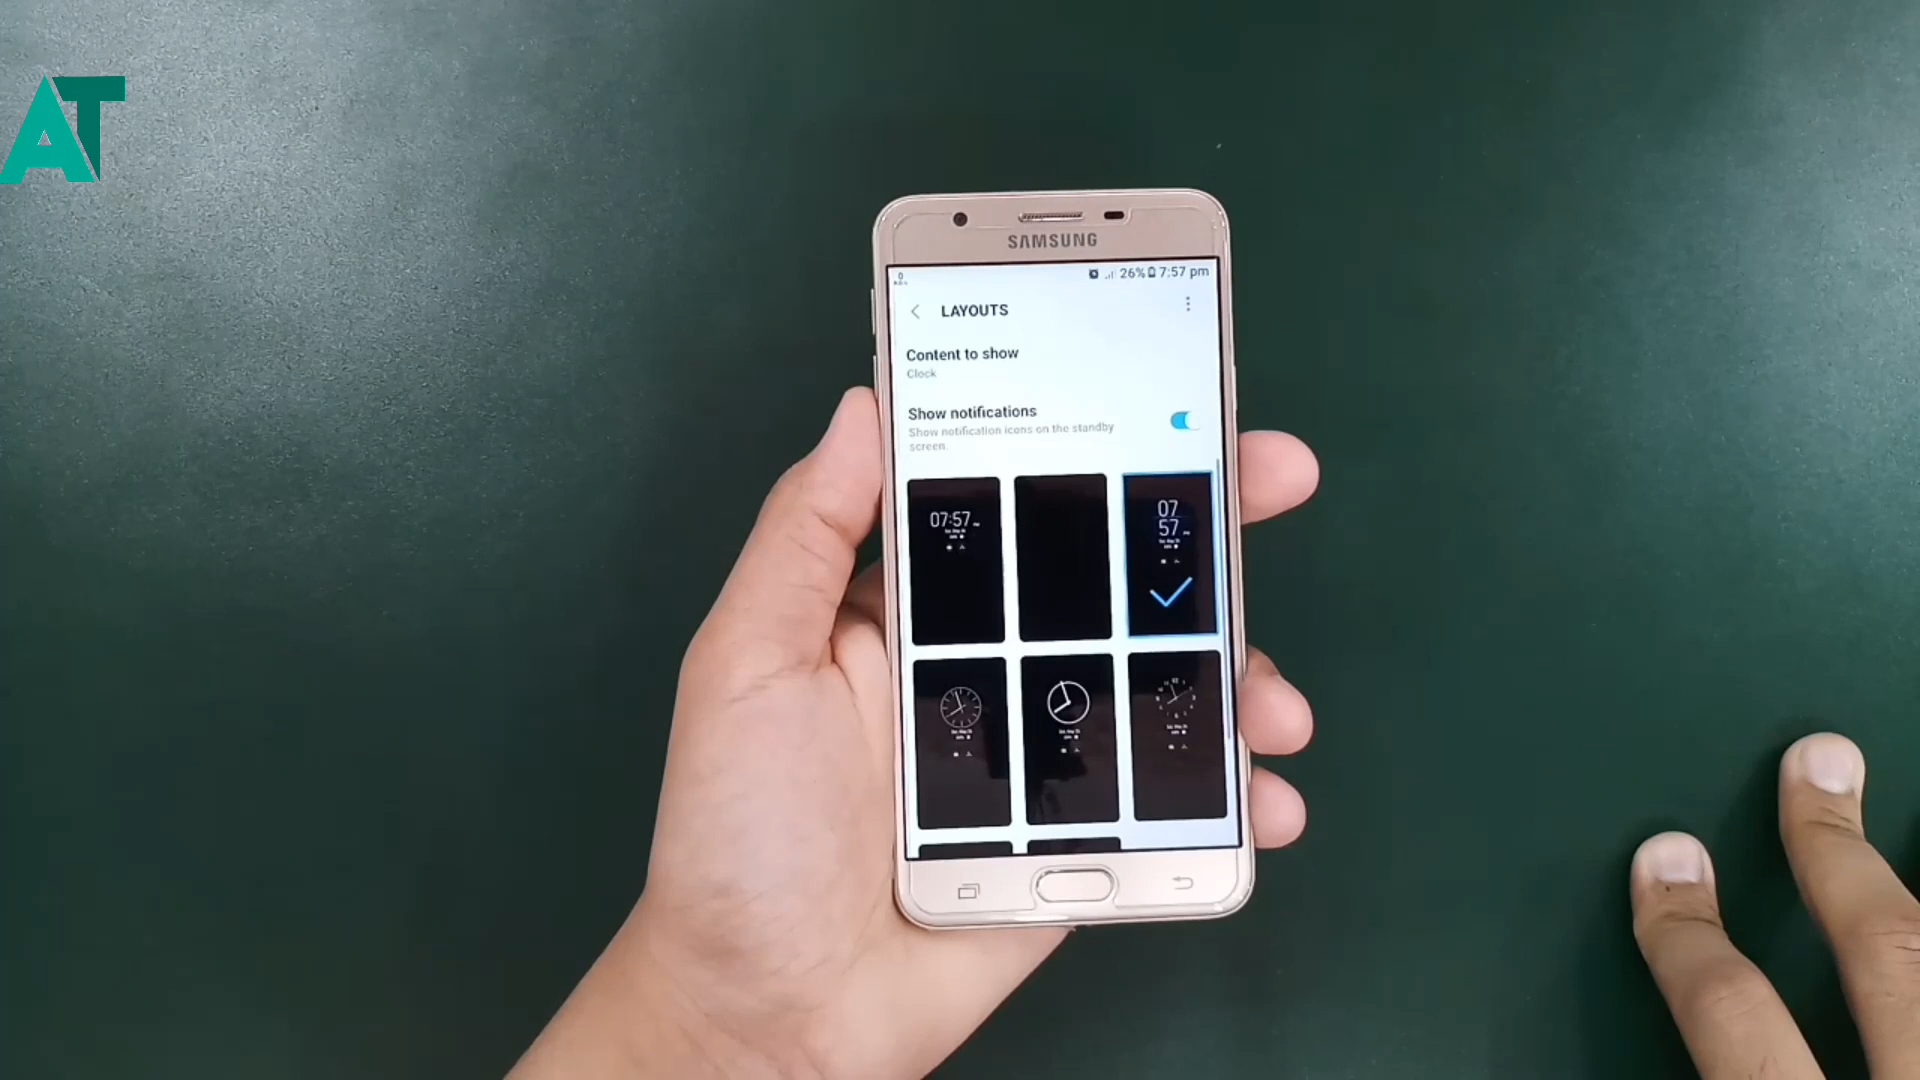 AT
SAMSUNG
26% 7:57 pm
LAYOUTS
Content to show
Clock
Show notifications
Show notification icons on the standby
screen.
07:57
07
57